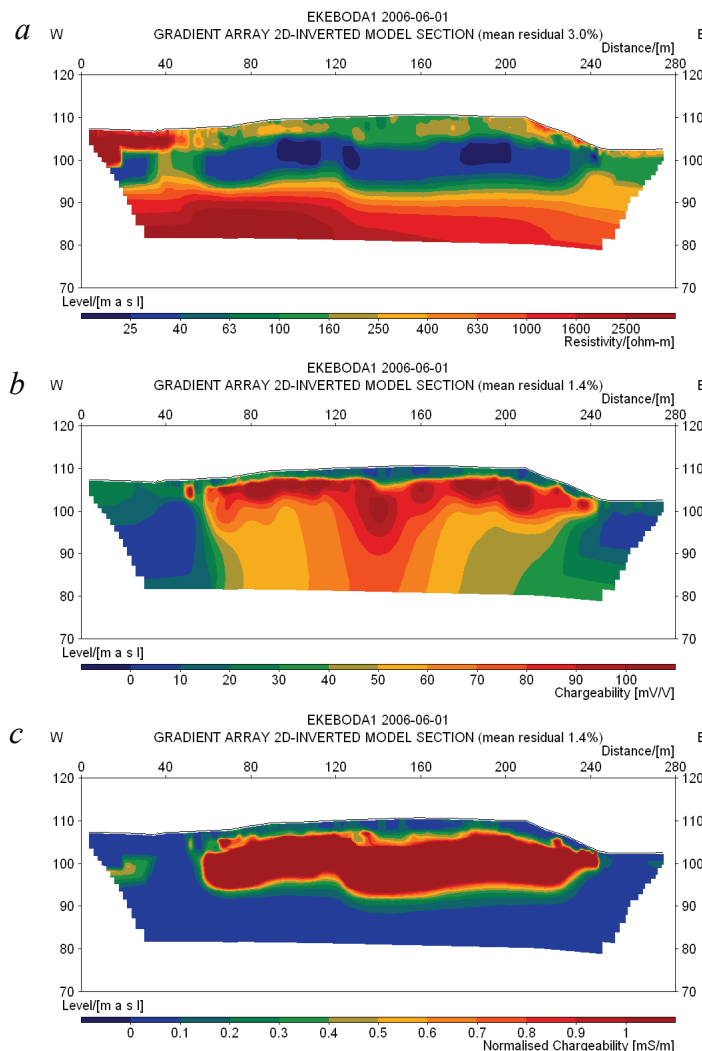 a
EKEBODA1 2006-06-01
W
GRADIENT ARRAY 2D-INVERTED MODEL SECTION (mean residual 3.0%)
E
Distance/[m]
0 40 80 120 160 200 240 280
120 120
110 110
100 100
90 90
80 80
70 70
Level/[m a s l]
25 40 63 100 160 250 400 630 1000 1600 2500
Resistivity/[ohm-m]
b
EKEBODA1 2006-06-01
W
GRADIENT ARRAY 2D-INVERTED MODEL SECTION (mean residual 1.4%)
E
Distance/[m]
0 40 80 120 160 200 240 280
120 120
110 110
100 100
90 90
80 80
70 70
Level/[m a s l]
0 10 20 30 40 50 60 70 80 90 100
Chargeability [mV/V]
c
EKEBODA1 2006-06-01
W
GRADIENT ARRAY 2D-INVERTED MODEL SECTION (mean residual 1.4%)
E
Distance/[m]
0 40 80 120 160 200 240 280
120 120
110 110
100 100
90 90
80 80
70 70
Level/[m a s l]
0 0.1 0.2 0.3 0.4 0.5 0.6 0.7 0.8 0.9 1
Normalised Chargeability [mS/m]